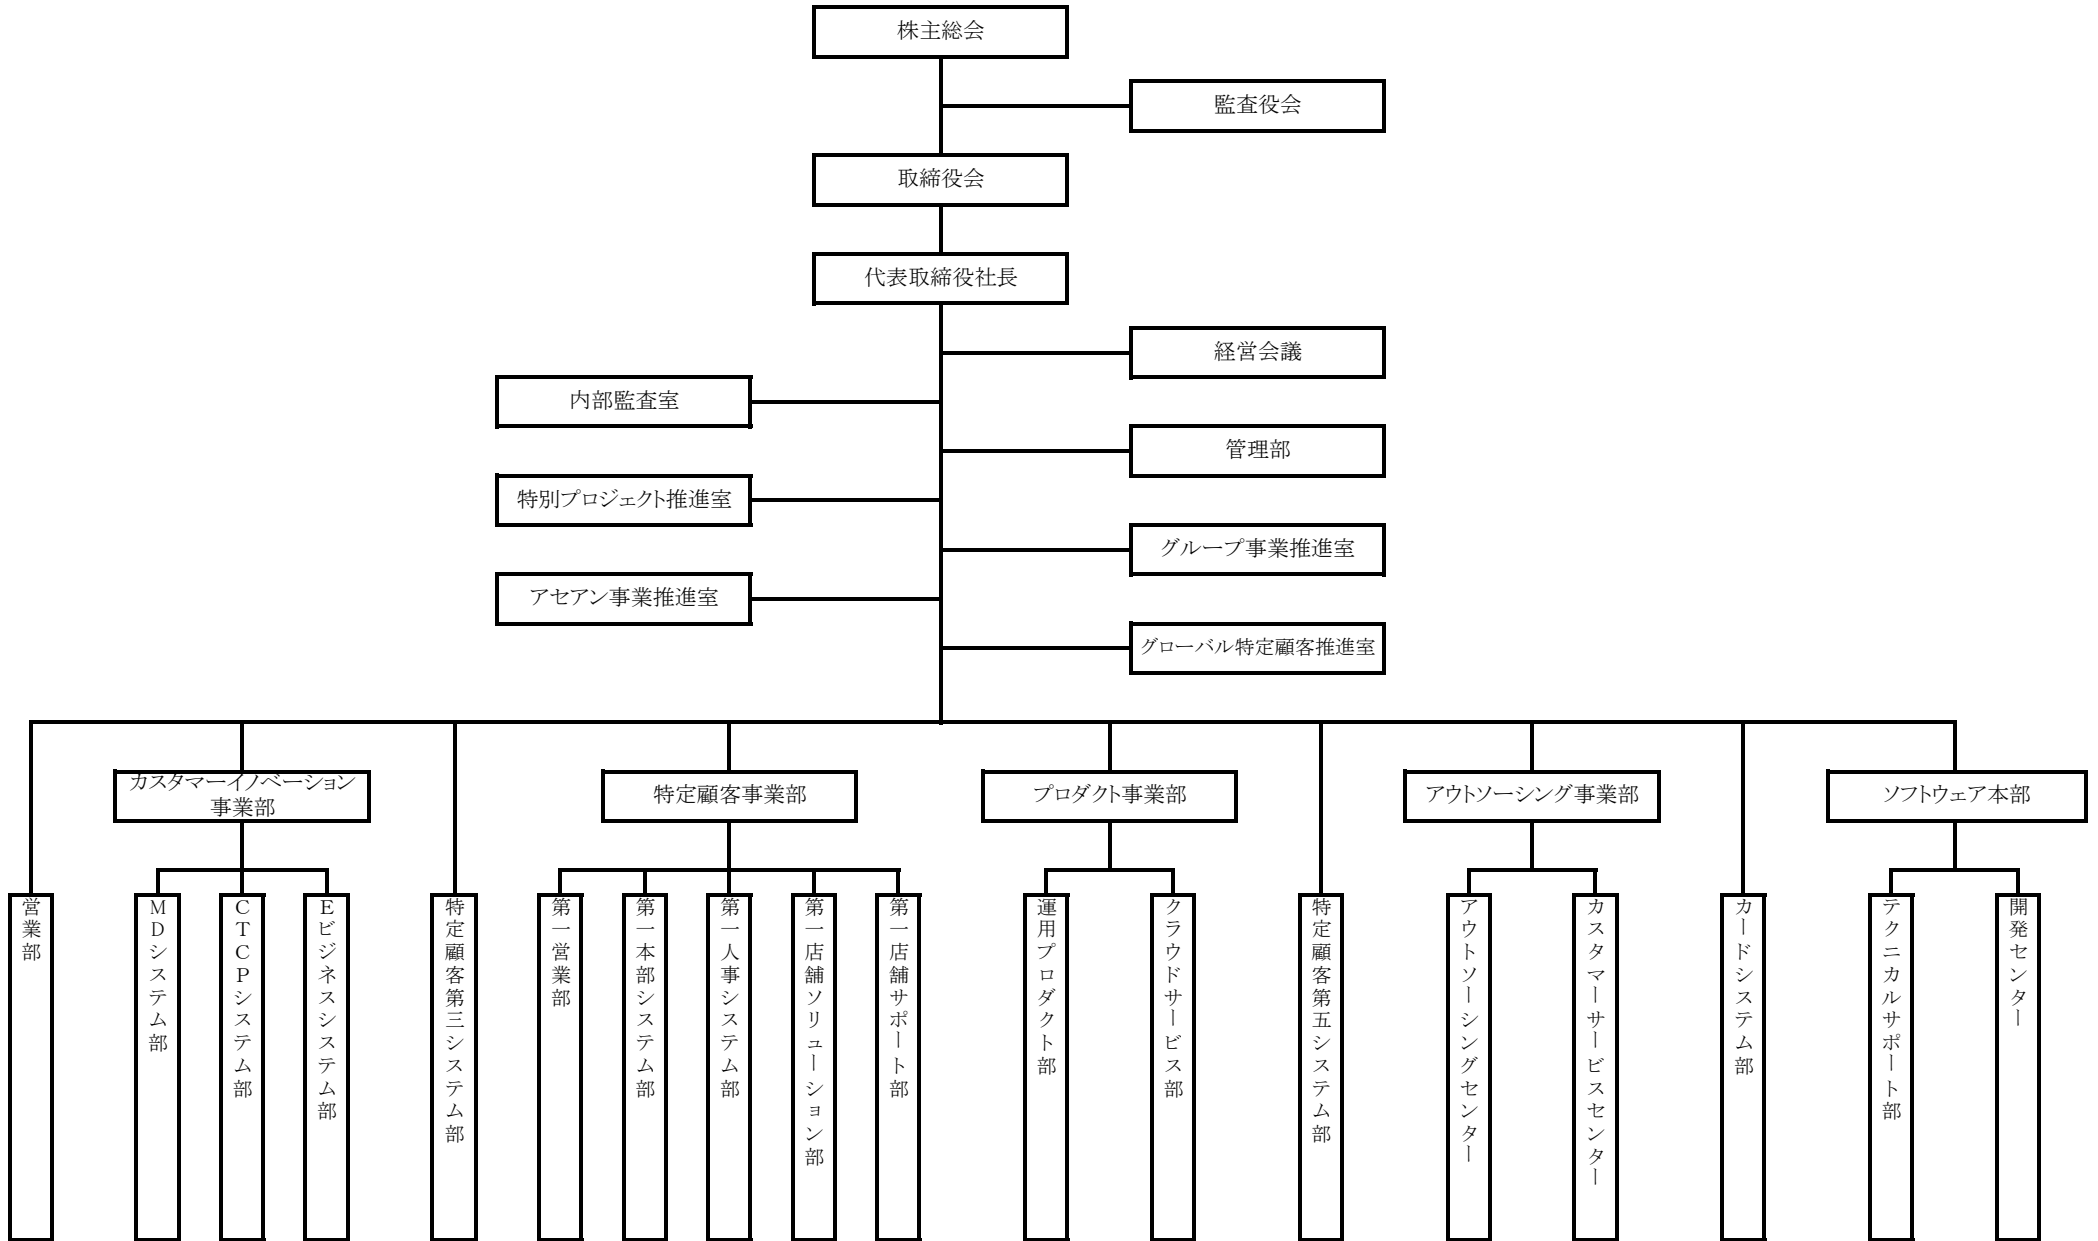 株主総会
監査役会
取締役会
代表取締役社長
経営会議
内部監査室
管理部
特別プロジェクト推進室
グループ事業推進室
アセアン事業推進室
グローバル特定顧客推進室
カスタマーイノベーション
事業部
特定顧客事業部
プロダクト事業部
アウトソーシング事業部
ソフトウェア本部
営業部
ＭＤシステム部
ＣＴＣＰシステム部
Ｅビジネスシステム部
特定顧客第三システム部
第一営業部
第一本部システム部
第一人事システム部
第一店舗ソリューション部
第一店舗サポート部
運用プロダクト部
クラウドサービス部
特定顧客第五システム部
アウトソーシングセンター
カスタマーサービスセンター
カードシステム部
テクニカルサポート部
開発センター